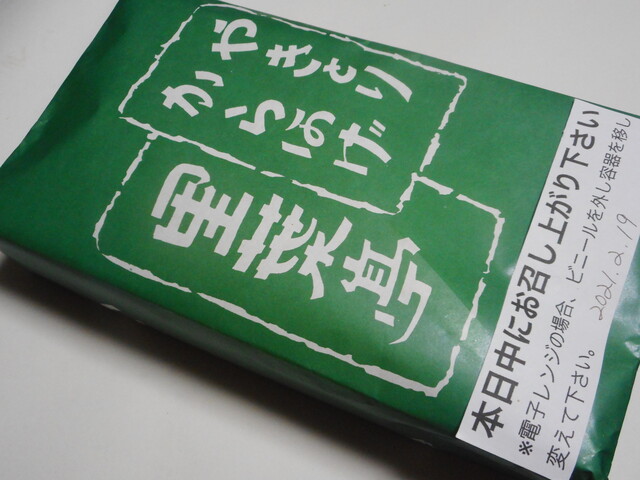 やきとり
からあげ
里葉亭
本日中にお召し上がり下さい
※電子レンジの場合、ビニールを外し容器を移し
変えて下さい。
2021.2.19